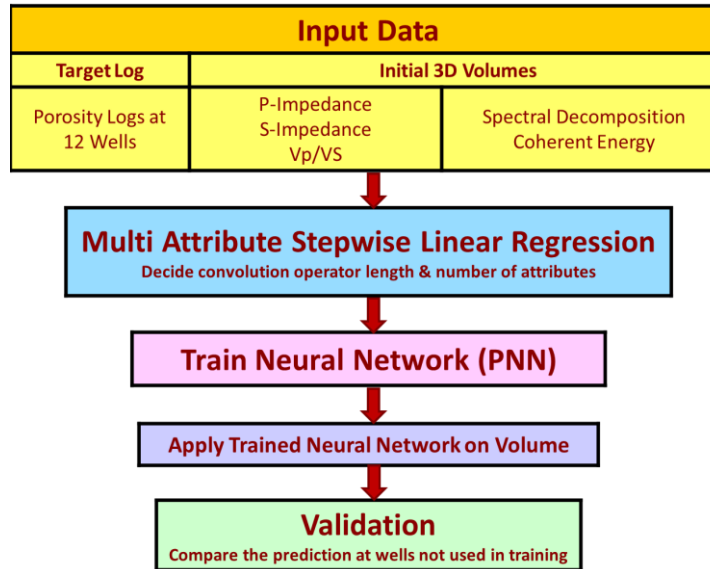 Input Data
Target Log
Initial 3D Volumes
Porosity Logs at
12 Wells
P-Impedance
S-Impedance
Vp/VS
Spectral Decomposition
Coherent Energy
Multi Attribute Stepwise Linear Regression
Decide convolution operator length & number of attributes
Train Neural Network (PNN)
Apply Trained Neural Network on Volume
Validation
Compare the prediction at wells not used in training